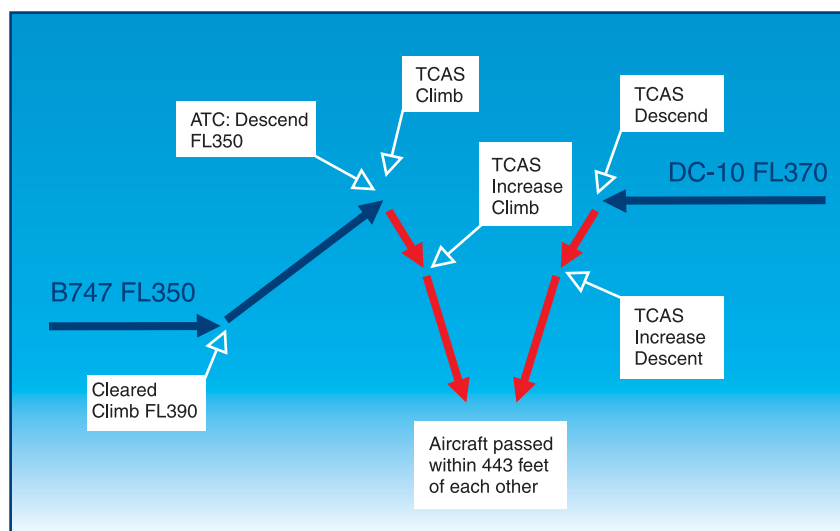 TCAS
Climb
ATC: Descend
FL350
TCAS
Increase
Climb
TCAS
Descend
DC-10 FL370
B747 FL350
Cleared
Climb FL390
TCAS
Increase
Descent
Aircraft passed
within 443 feet
of each other